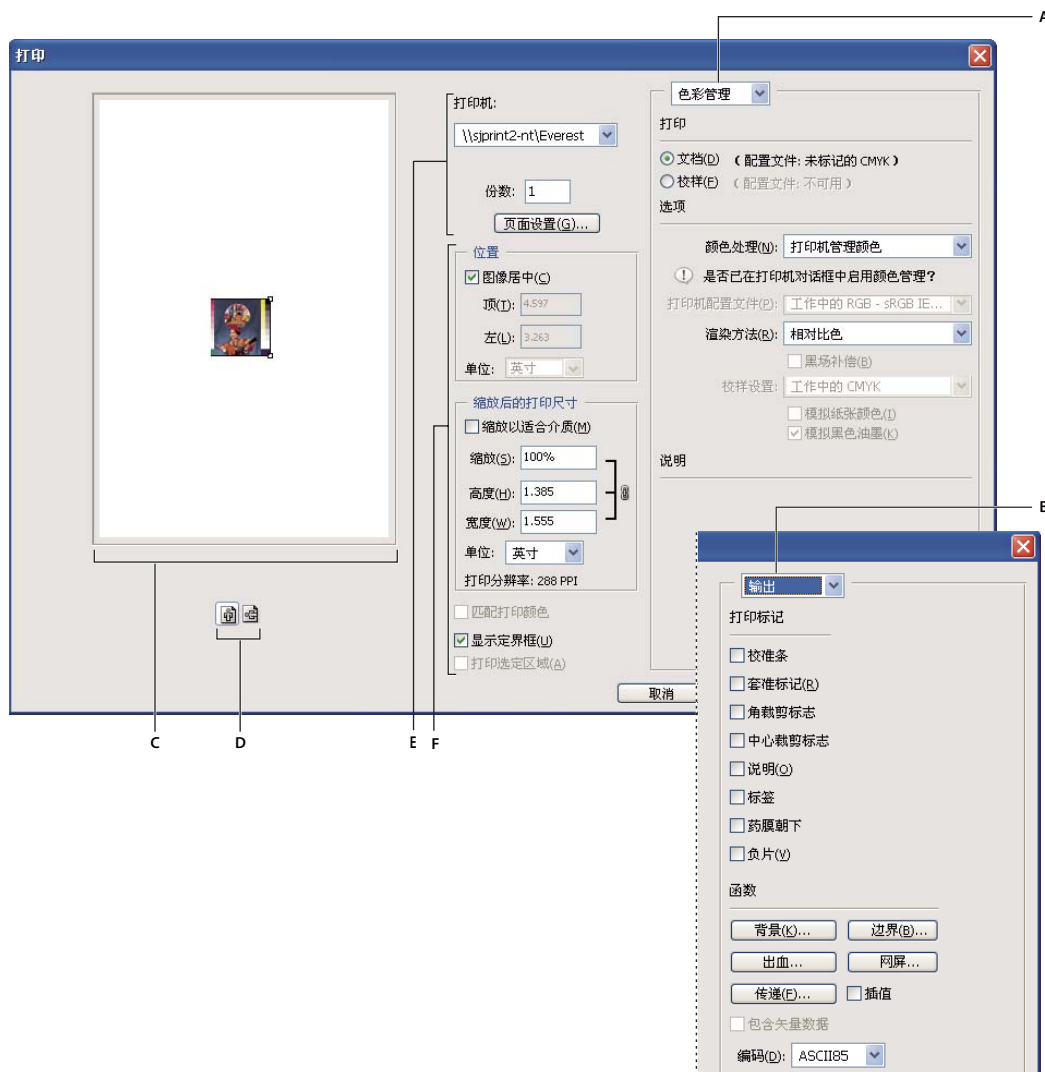 A
打印
打印机:
\\sjprint2-nt\Everest
份数: 1
页面设置(G)...
位置
图像居中(C)
顶(T): 4.597
左(L): 3.263
单位: 英寸
缩放后的打印尺寸
缩放以适合介质(M)
缩放(S): 100%
高度(H): 1.385
宽度(W): 1.555
单位: 英寸
打印分辨率: 288 PPI
匹配打印颜色
显示定界框(U)
打印选定区域(A)
取消
色彩管理
打印
文档(D) (配置文件: 未标记的 CMYK)
校样(F) (配置文件: 不可用)
选项
颜色处理(N): 打印机管理颜色
是否已在打印机对话框中启用颜色管理?
打印机配置文件(P): 工作中的 RGB - sRGB IE...
渲染方法(R): 相对比色
黑场补偿(B)
校样设置: 工作中的 CMYK
模拟纸张颜色(I)
模拟黑色油墨(K)
说明
B
输出
打印标记
校准条
套准标记(R)
角裁剪标志
中心裁剪标志
说明(O)
标签
药膜朝下
负片(V)
函数
背景(K)... 边界(B)...
出血... 网屏...
传递(F)... 插值
包含矢量数据
编码(D): ASCII85
C D E F